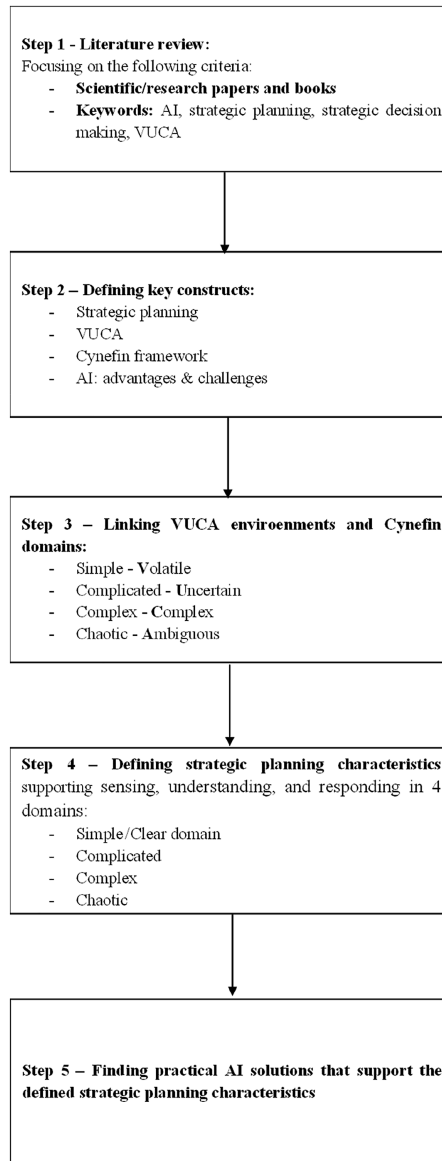 Step 1 - Literature review:
Focusing on the following criteria:
- Scientific/research papers and books
- Keywords: AI, strategic planning, strategic decision
making, VUCA
Step 2 – Defining key constructs:
- Strategic planning
- VUCA
- Cynefin framework
- AI: advantages & challenges
Step 3 – Linking VUCA enviroenments and Cynefin
domains:
- Simple - Volatile
- Complicated - Uncertain
- Complex - Complex
- Chaotic - Ambiguous
Step 4 – Defining strategic planning characteristics
supporting sensing, understanding, and responding in 4
domains:
- Simple/Clear domain
- Complicated
- Complex
- Chaotic
Step 5 – Finding practical AI solutions that support the
defined strategic planning characteristics